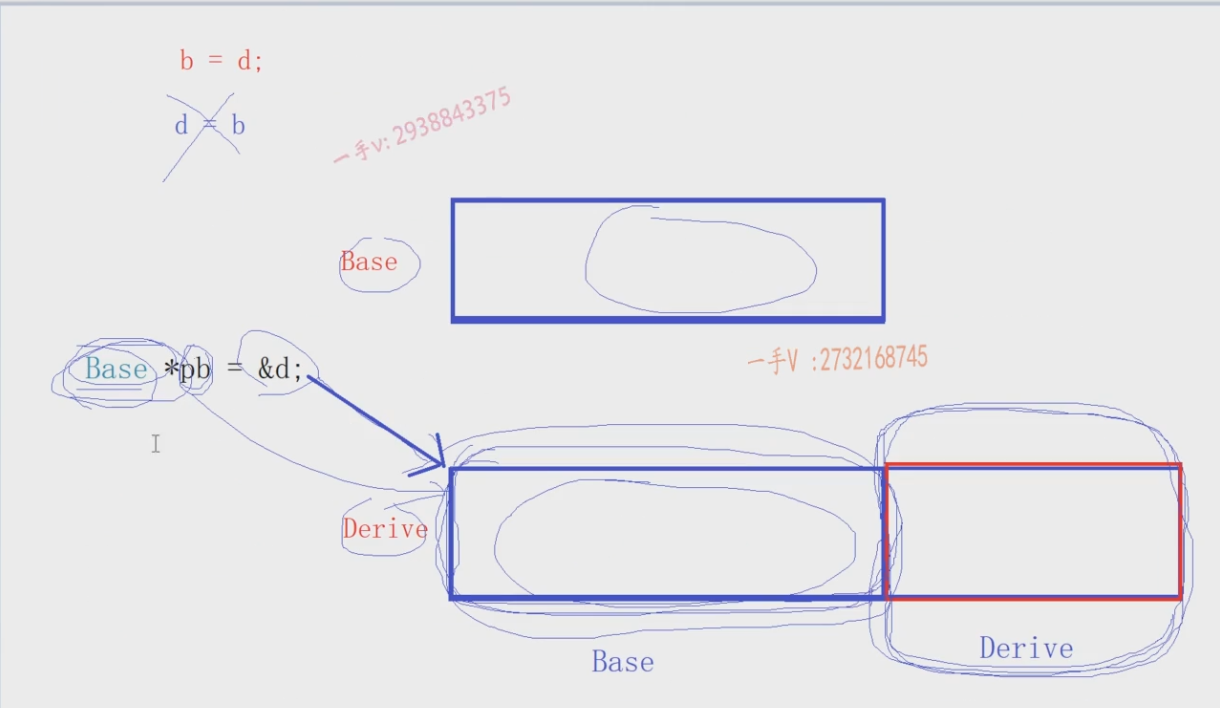 b = d;
d = b
一手v:2938843375
Base
Base *pb = &d;
一手V :2732168745
Derive
Base
Derive